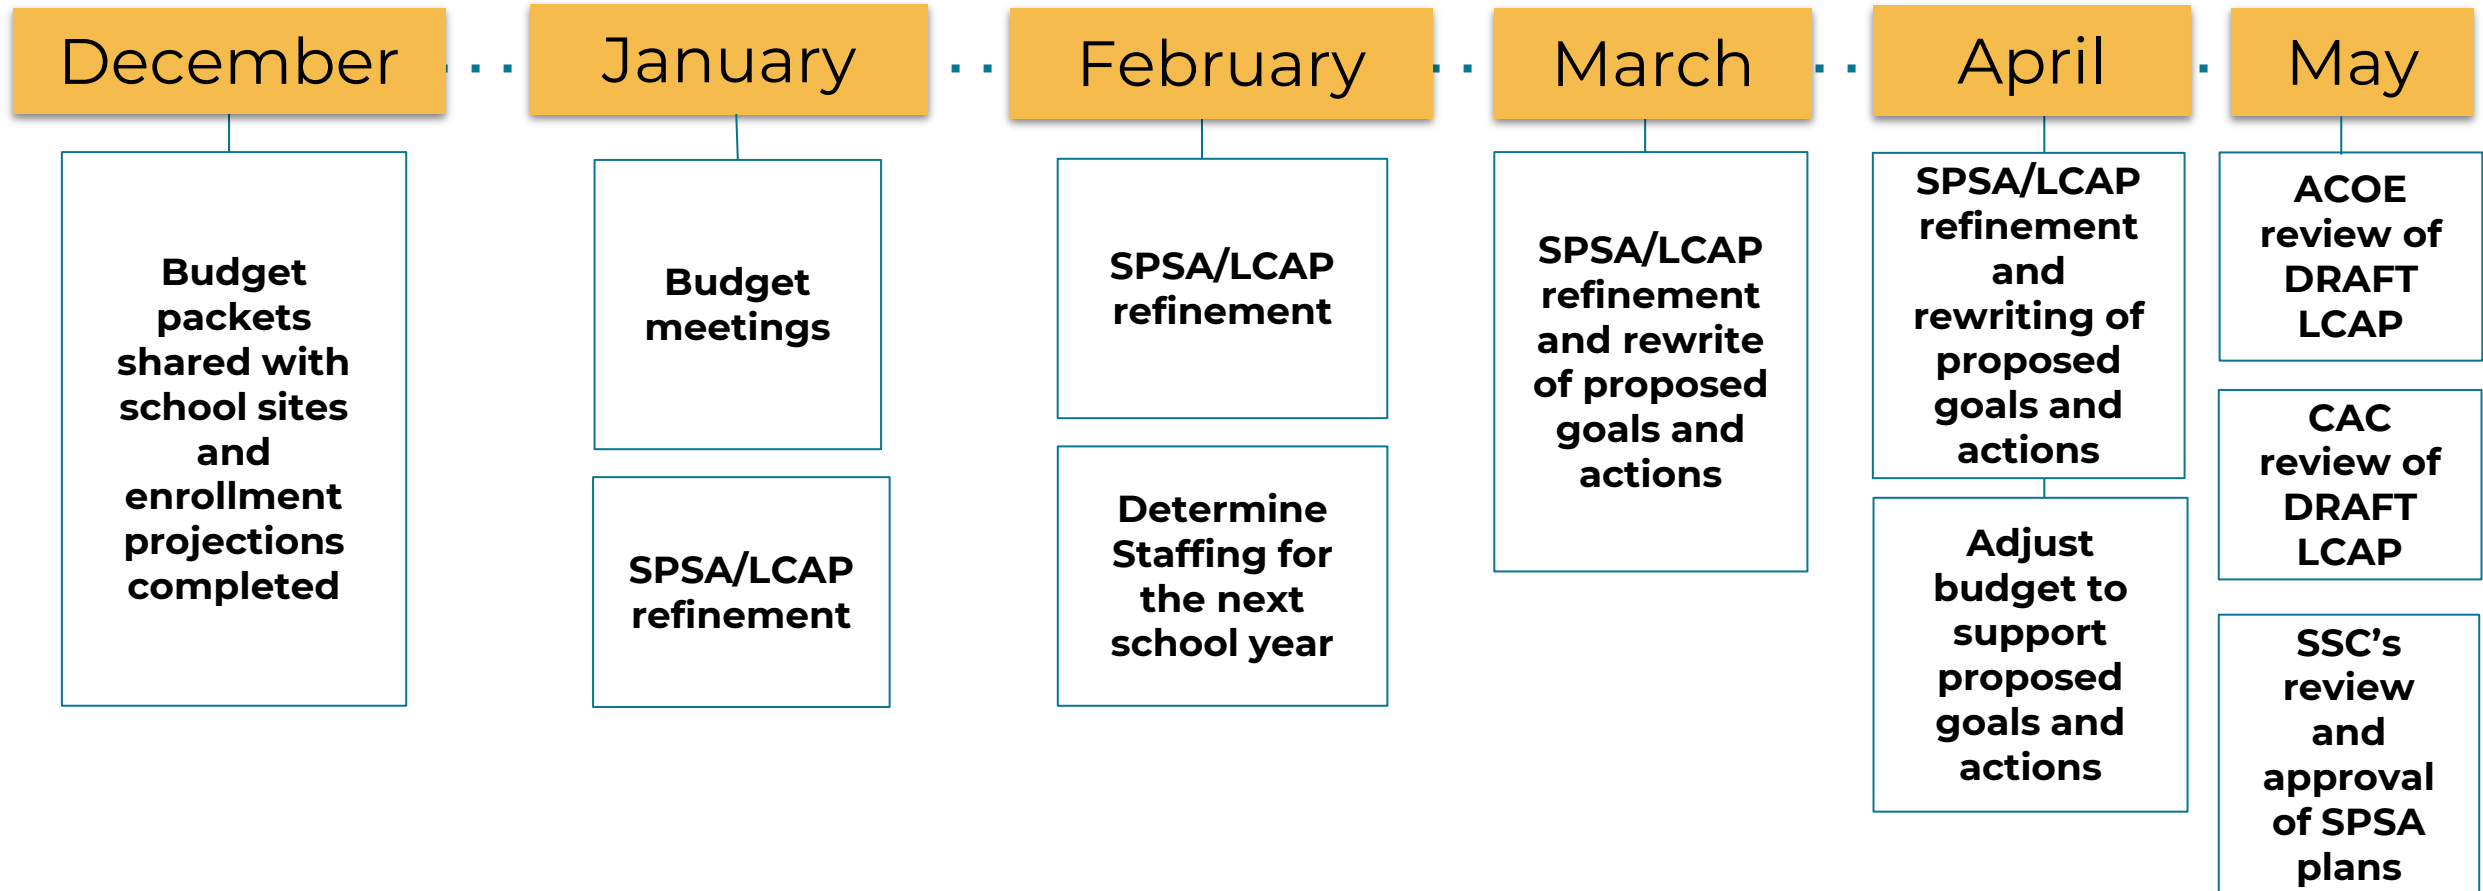 December
January
February
March
April
May
Budget
packets
shared with
school sites
and
enrollment
projections
completed
Budget
meetings
SPSA/LCAP
refinement
SPSA/LCAP
refinement
Determine
Staffing for
the next
school year
SPSA/LCAP
refinement
and rewrite
of proposed
goals and
actions
SPSA/LCAP
refinement
and
rewriting of
proposed
goals and
actions
Adjust
budget to
support
proposed
goals and
actions
ACOE
review of
DRAFT
LCAP
CAC
review of
DRAFT
LCAP
SSC’s
review
and
approval
of SPSA
plans